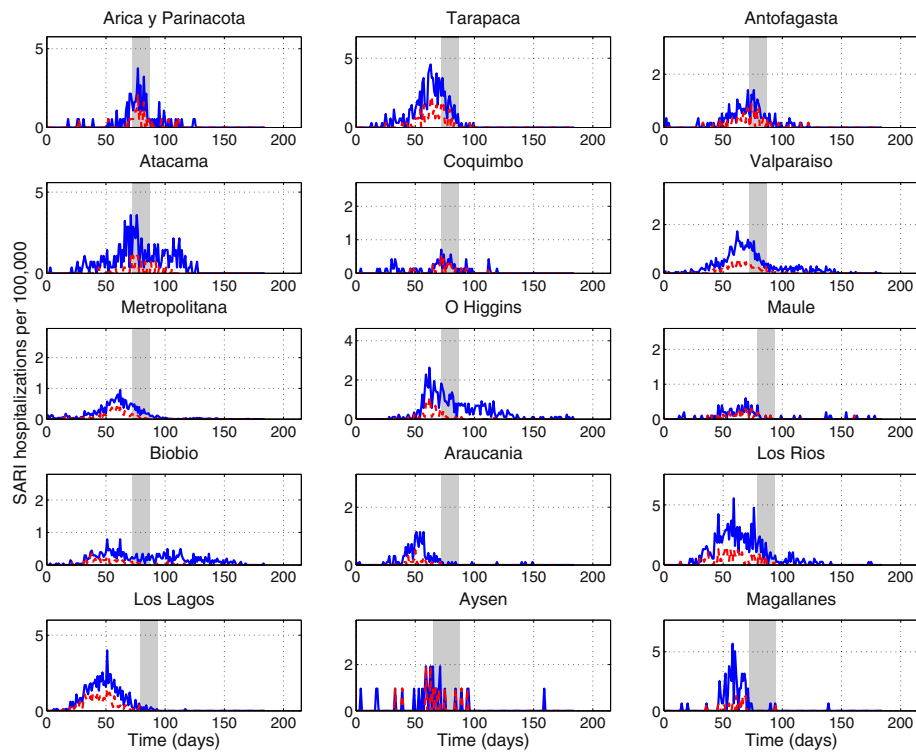 Arica y Parinacota Tarapaca Antofagasta
5 5 2
0 0 0
0 50 100 150 200 0 50 100 150 200 0 50 100 150 200
Atacama Coquimbo Valparaiso
5 2 1 0 2
0 0 50 100 150 200 0 50 100 150 200 0 0 50 100 150 200
SARI hospitalizations per 100,000
Metropolitana O Higgins Maule
2 1 0 4 2 0 2 1 0
0 50 100 150 200 0 50 100 150 200 0 50 100 150 200
Biobio Araucania Los Rios
2 1 0 2 1 0 5 0
0 50 100 150 200 0 50 100 150 200 0 50 100 150 200
Los Lagos Aysen Magallanes
5 0 4 2 0 5 0
0 50 100 150 200 0 50 100 150 200 0 50 100 150 200
Time (days) Time (days) Time (days)